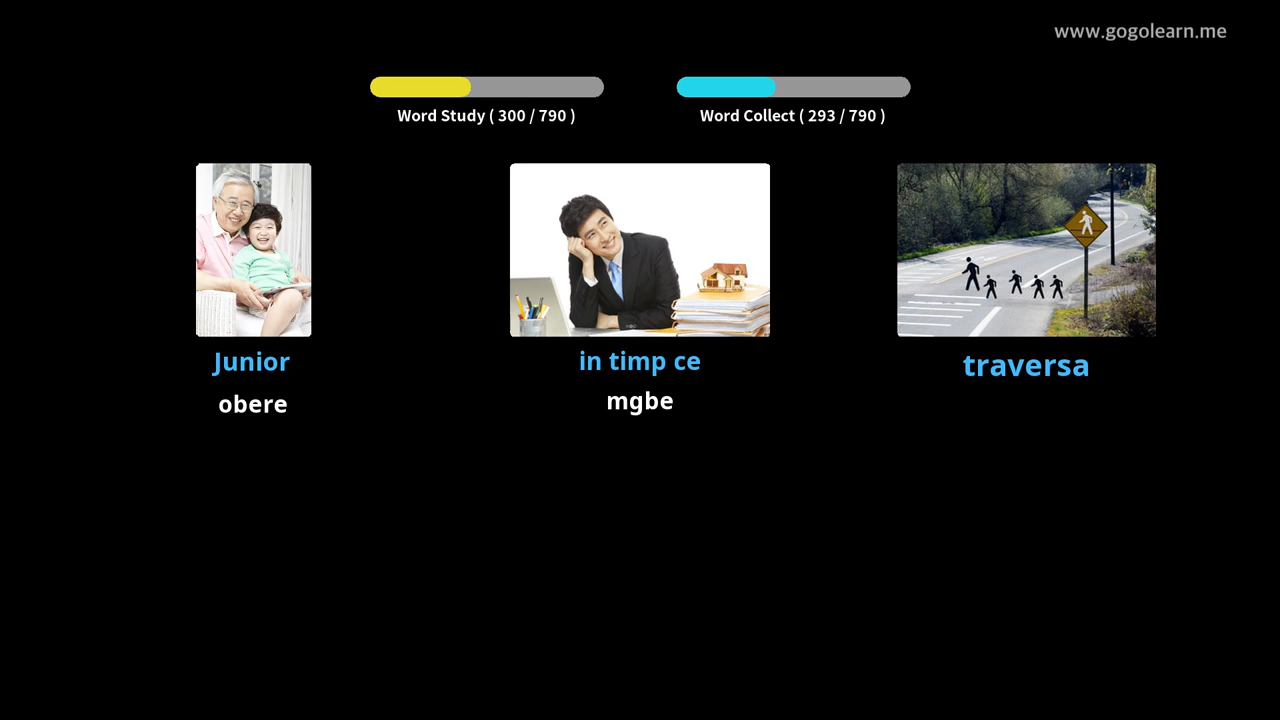 www.gogolearn.me
Word Study ( 300 / 790 )
Word Collect ( 293 / 790 )
Junior
in timp ce
traversa
obere
mgbe